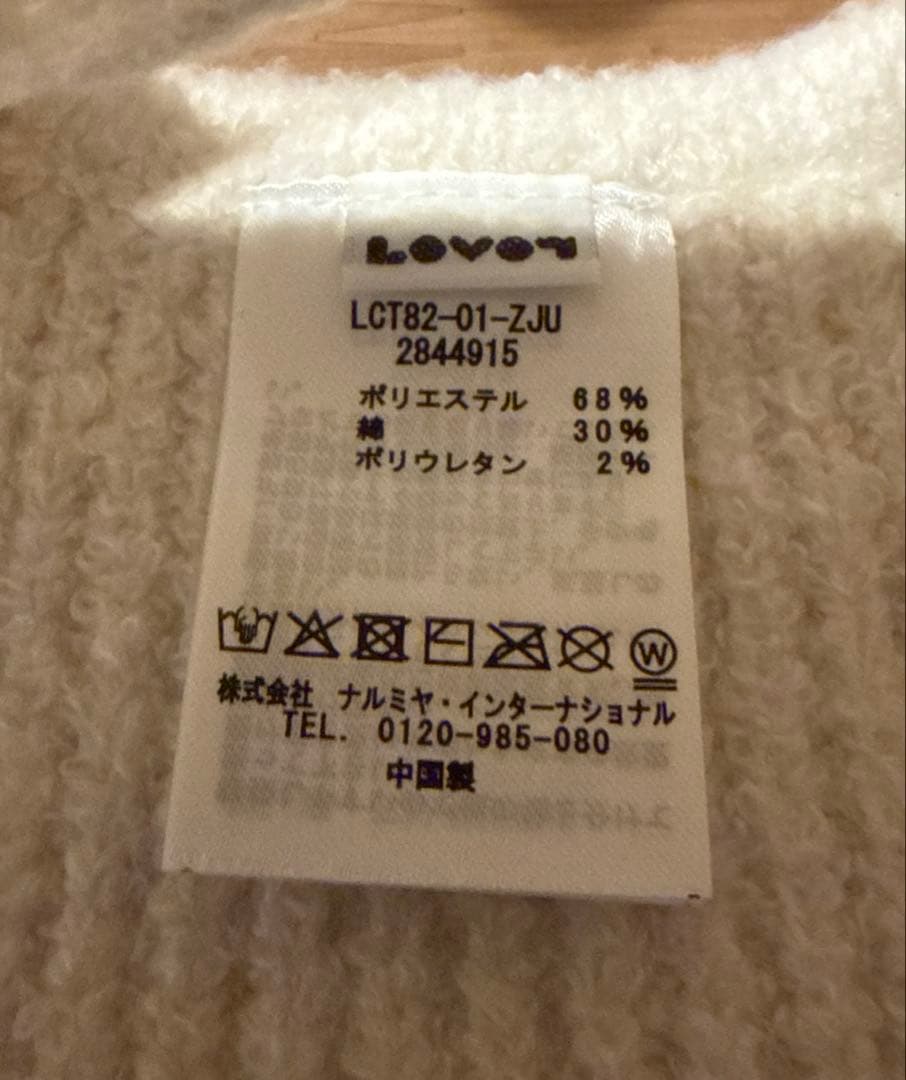 Lovet
LCT82-01-ZJU
2844915
ポリエステル 68%
綿 30%
ポリウレタン 2%
W
株式会社 ナルミヤ・インターナショナル
TEL. 0120-985-080
中国製